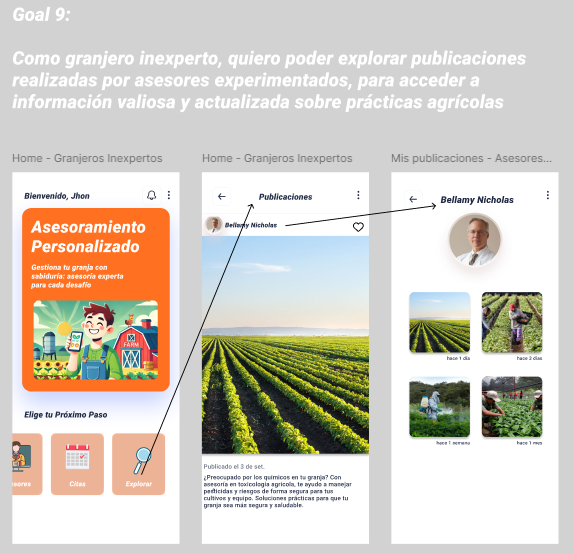 Goal 9:
Como granjero inexperto, quiero poder explorar publicaciones
realizadas por asesores experimentados, para acceder a
información valiosa y actualizada sobre prácticas agrícolas
Home - Granjeros Inexpertos
Bienvenido, Jhon
Asesoramiento
Personalizado
Gestiona tu granja con
sabiduría: asesoría experta
para cada desafío
FARM
Elige tu Próximo Paso
sores
Citas
Explorar
Home - Granjeros Inexpertos
Publicaciones
Bellamy Nicholas
Publicado el 3 de set.
¿Preocupado por los químicos en tu granja? Con
asesoría en toxicología agrícola, te ayudo a manejar
pesticidas y riesgos de forma segura para tus
cultivos y equipo. Soluciones prácticas para que tu
granja sea más segura y saludable.
Mis publicaciones - Asesores...
Bellamy Nicholas
hace 1 día
hace 3 días
hace 1 semana
hace 1 mes